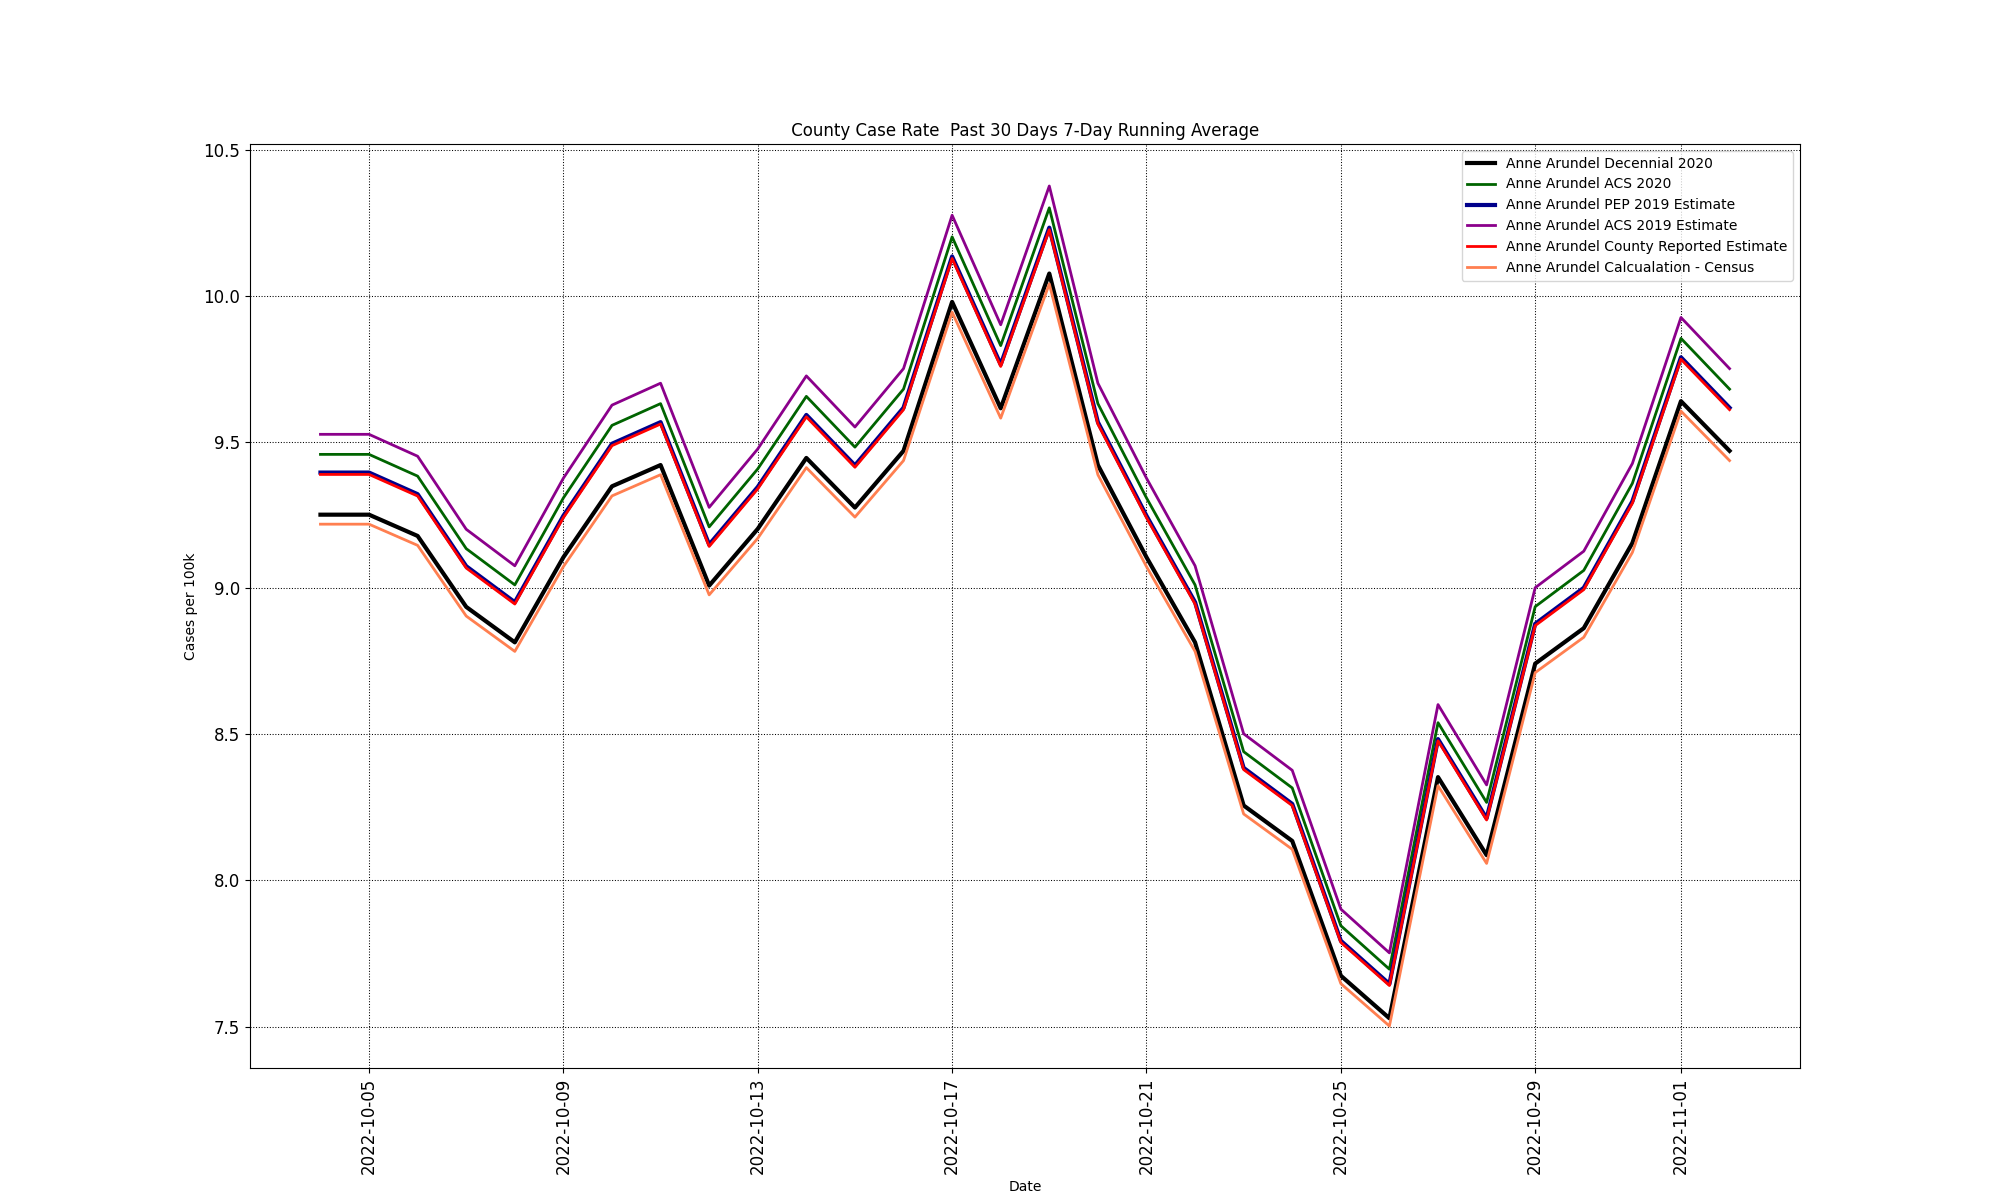 County Case Rate  Past 30 Days 7-Day Running Average
10.5
10.0
9.5
9.0
8.5
8.0
7.5
Cases per 100k
Anne Arundel Decennial 2020
Anne Arundel ACS 2020
Anne Arundel PEP 2019 Estimate
Anne Arundel ACS 2019 Estimate
Anne Arundel County Reported Estimate
Anne Arundel Calcualation - Census
2022-10-05
2022-10-09
2022-10-13
2022-10-17
2022-10-21
2022-10-25
2022-10-29
2022-11-01
Date